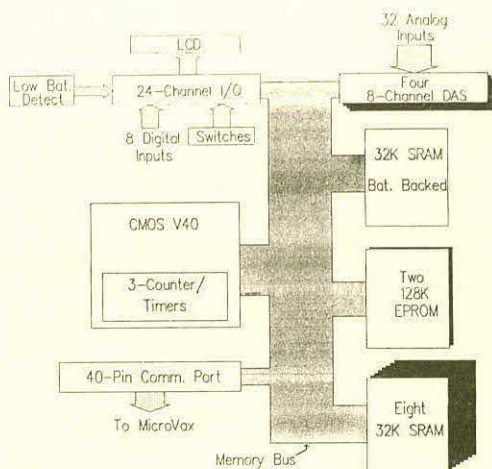 32 Analog
Inputs
LCD
Low Bat.
Detect
24-Channel I/O
Four
8-Channel DAS
8 Digital
Inputs
Switches
32K SRAM
Bat. Backed
CMOS V40
3-Counter/
Timers
Two
128K
EPROM
40-Pin Comm. Port
To MicroVax
Eight
32K SRAM
Memory Bus